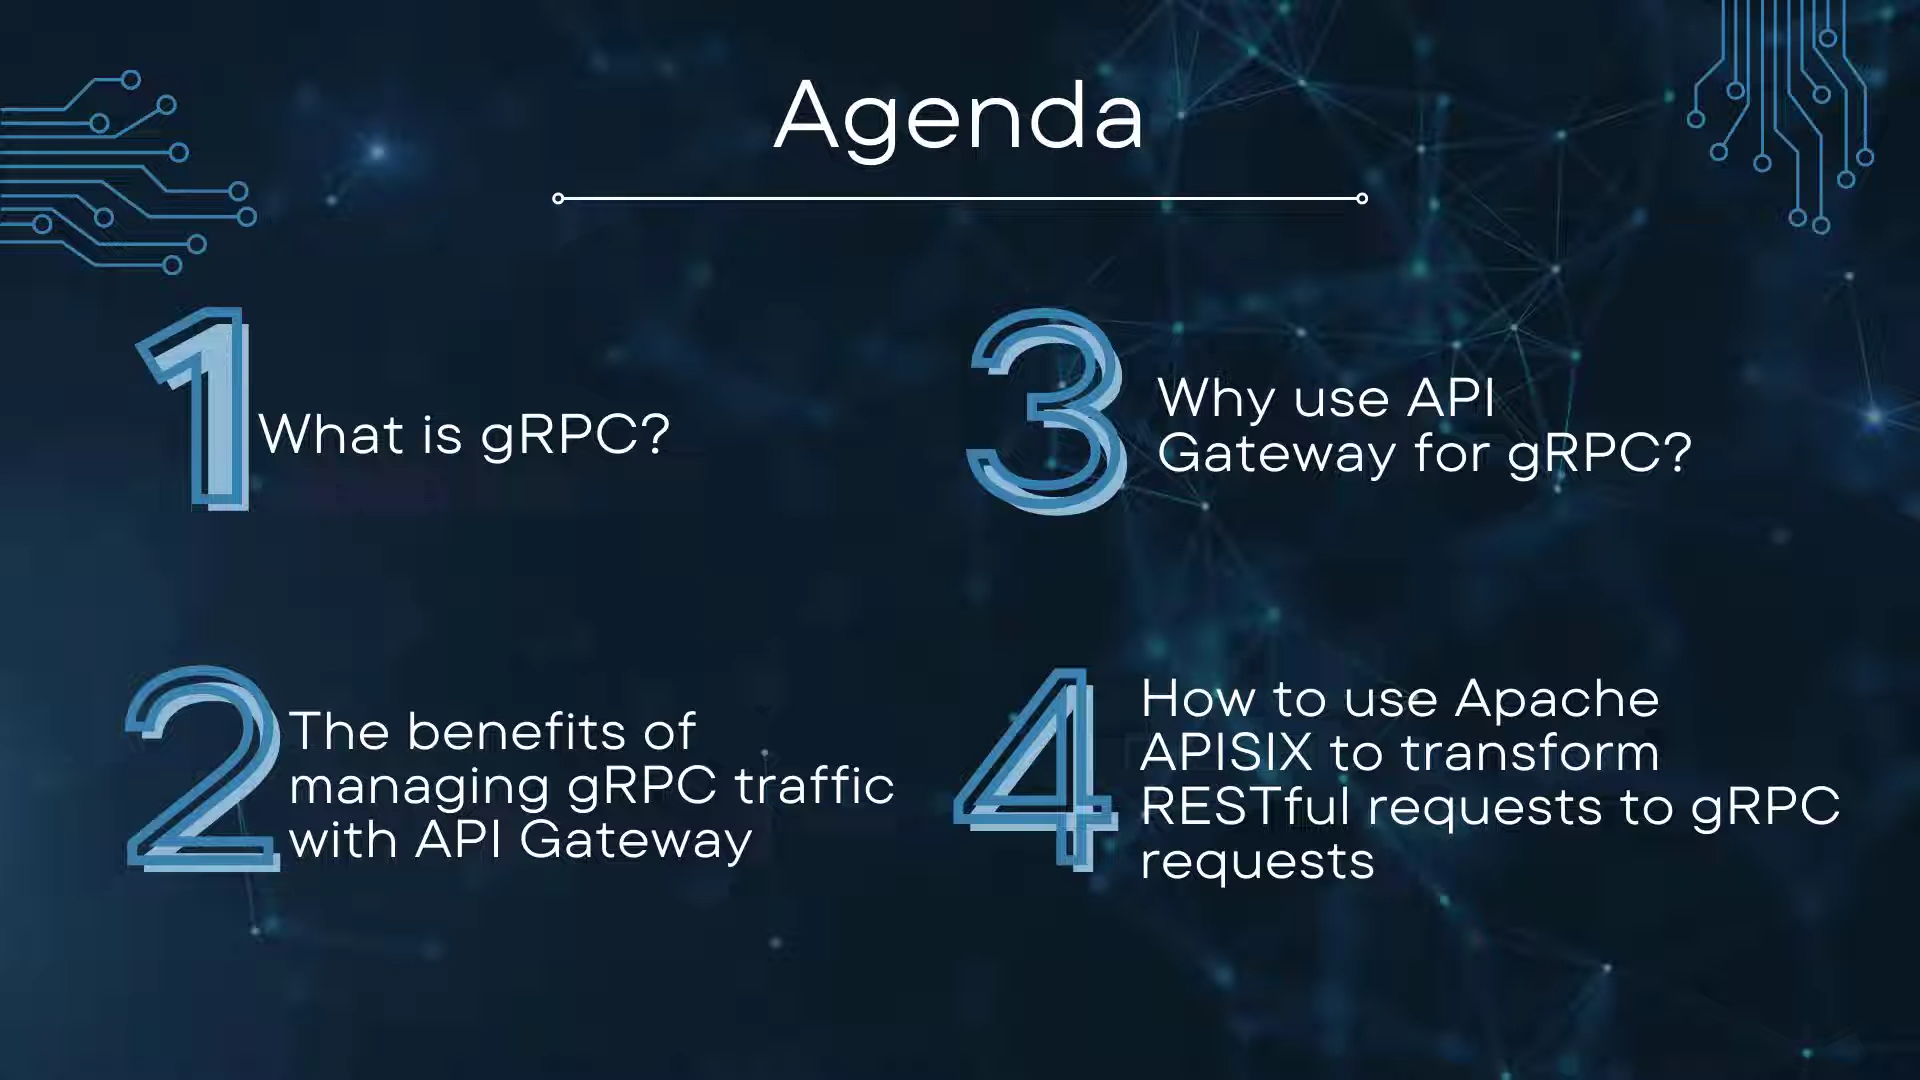 Agenda
1
What is gRPC?
2
The benefits of
managing gRPC traffic
with API Gateway
3
Why use API
Gateway for gRPC?
4
How to use Apache
APISIX to transform
RESTful requests to gRPC
requests